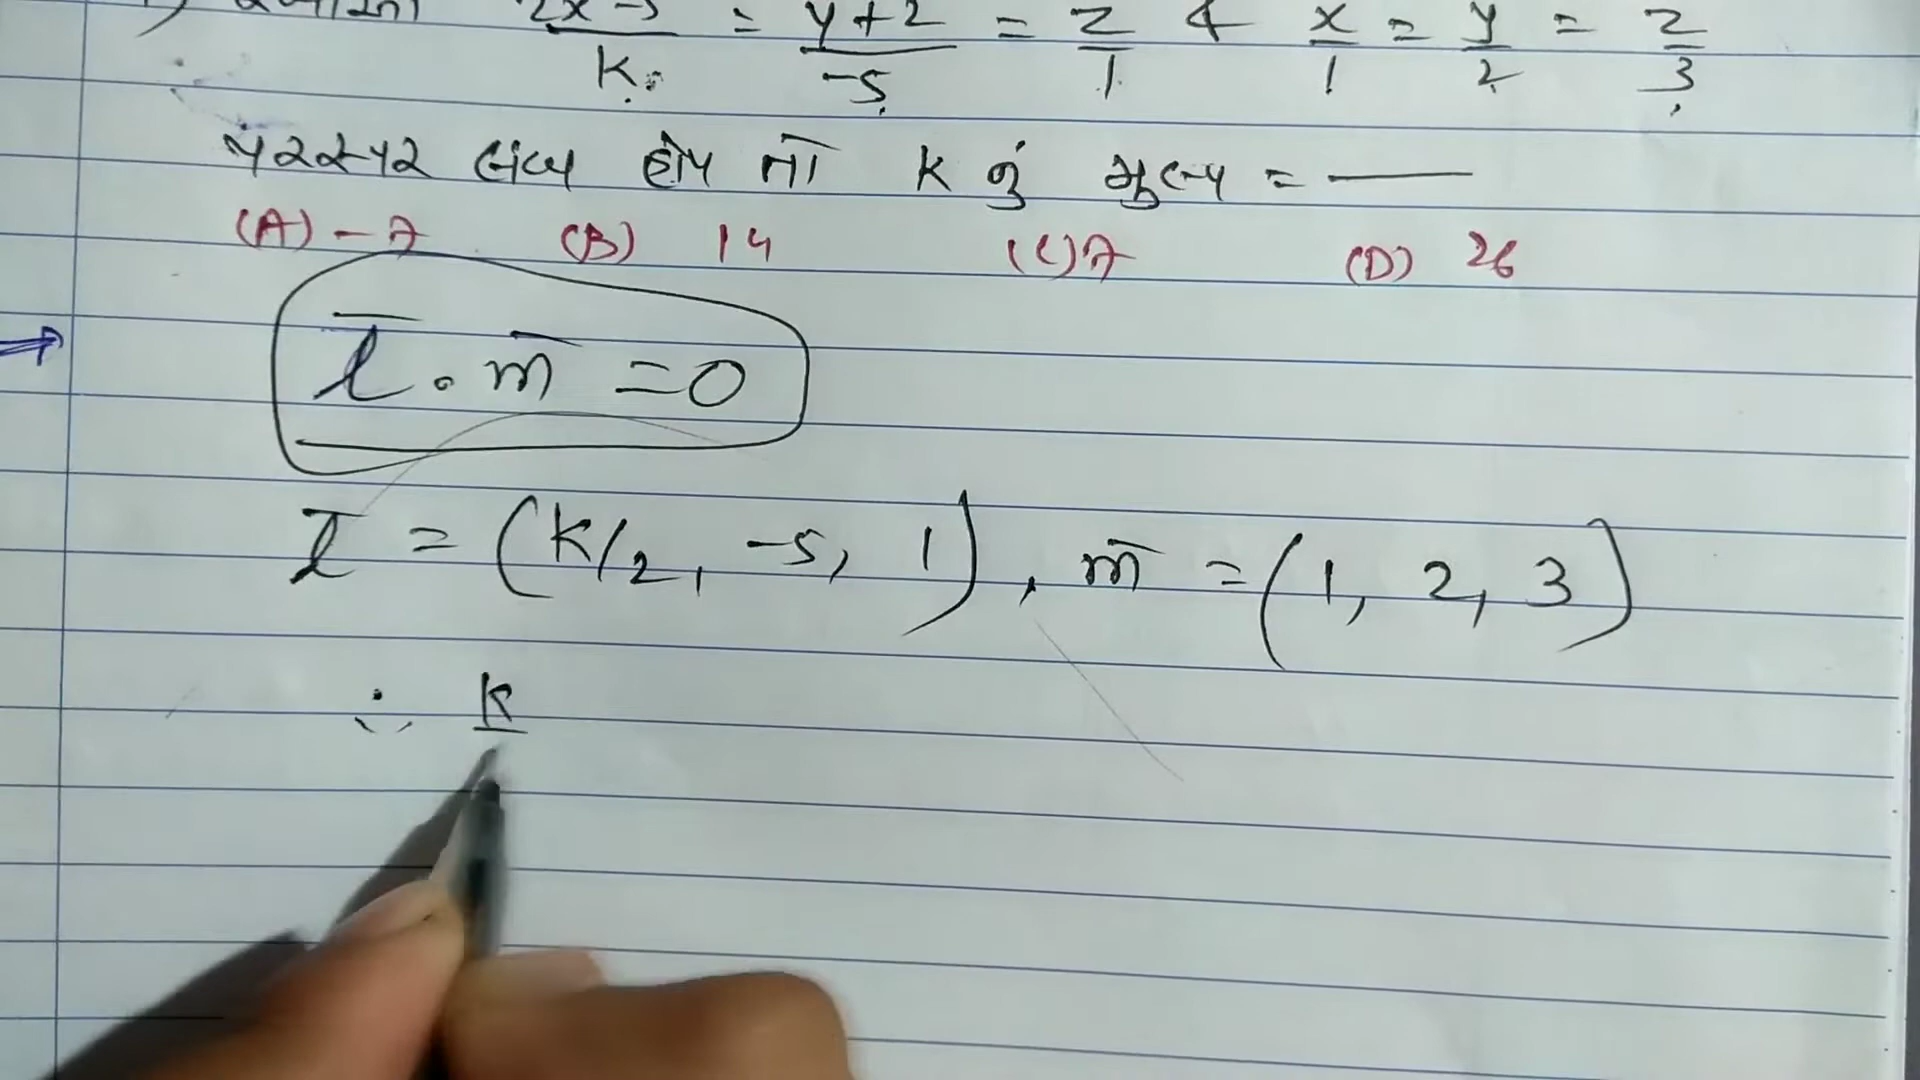 2x-5/k = y+2/-5 = z/1 & x/1 = y/2 = z/3
પરસ્પર લંબ હોય તો k નું મુલ્ય = ___
(A) -7 (B) 14 (C) 7 (D) 26
l̅ . m̅ = 0
l̅ = (k/2, -5, 1), m̅ = (1, 2, 3)
∴ k